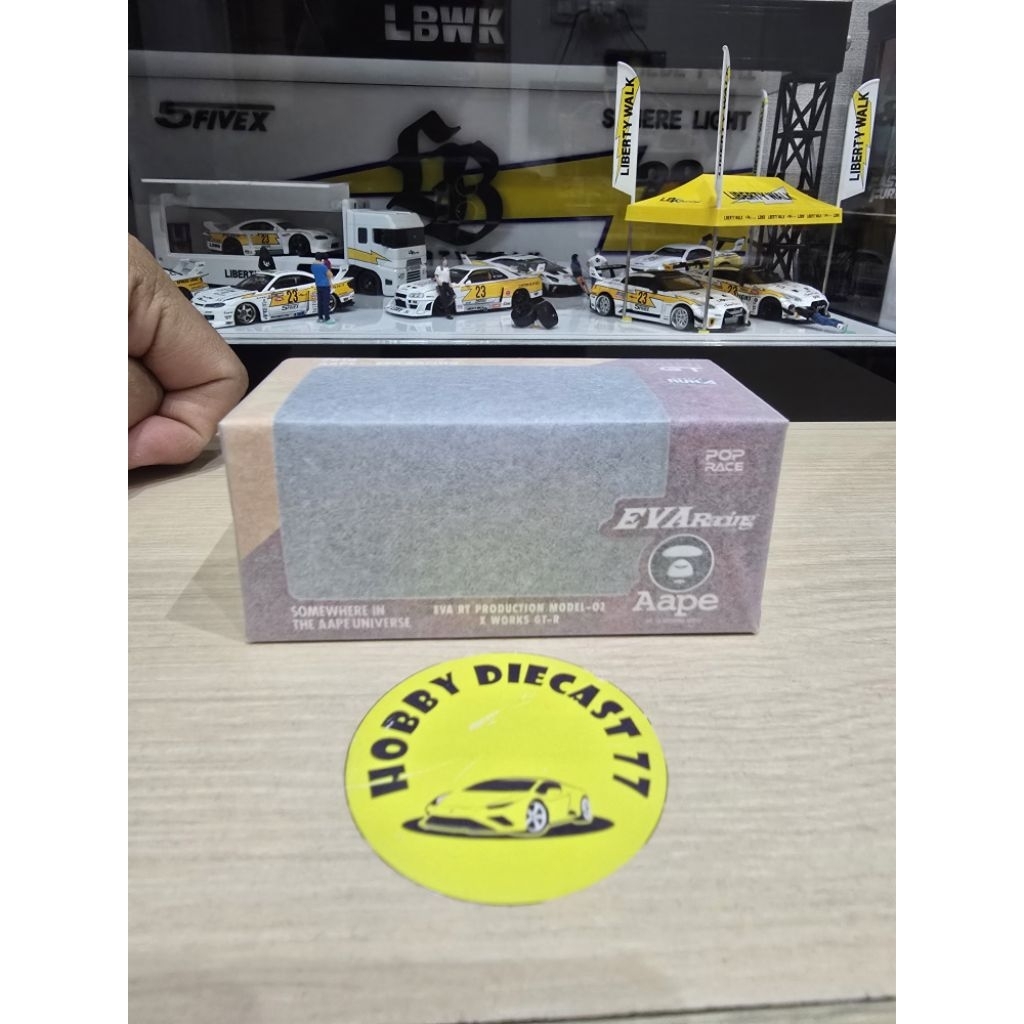 LBWK
5FIVEX
LIBERTY WALK
LIBERTY WALK
LIBERTY WALK
23
23
23
23
GT
POP
RACE
EVA Racing
Aape
SOMEWHERE IN
THE AAPE UNIVERSE
EVA RT PRODUCTION MODEL-02
X WORKS GT-R
HOBBY DIECAST 77